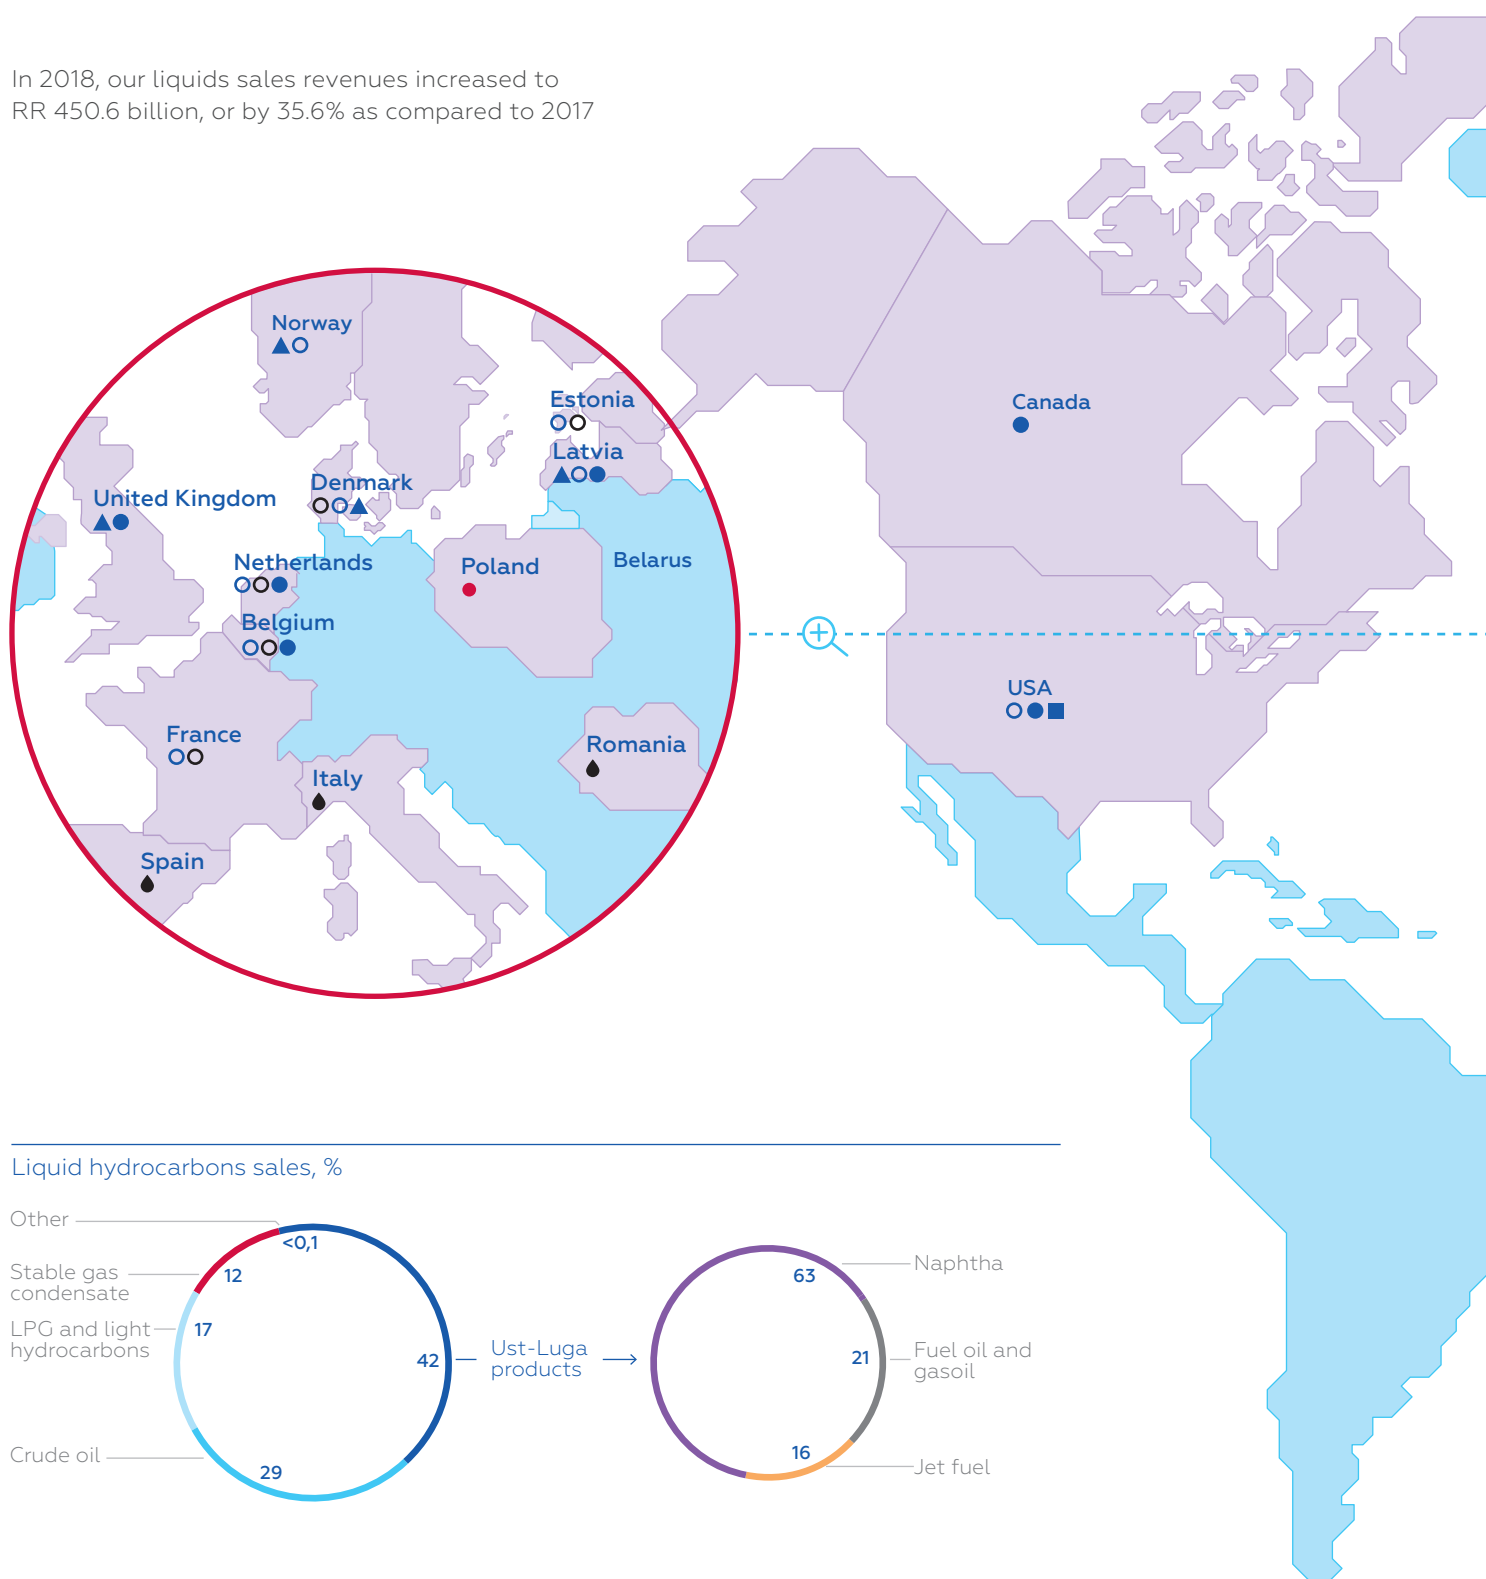 In 2018, our liquids sales revenues increased to
RR 450.6 billion, or by 35.6% as compared to 2017
Norway
Estonia
Latvia
Denmark
United Kingdom
Netherlands
Poland
Belarus
Belgium
France
Romania
Italy
Spain
Canada
USA
Liquid hydrocarbons sales, %
Other
<0,1
Stable gas
condensate
12
LPG and light
hydrocarbons
17
42
Crude oil
29
Ust-Luga
products
63
Naphtha
21
Fuel oil and
gasoil
16
Jet fuel